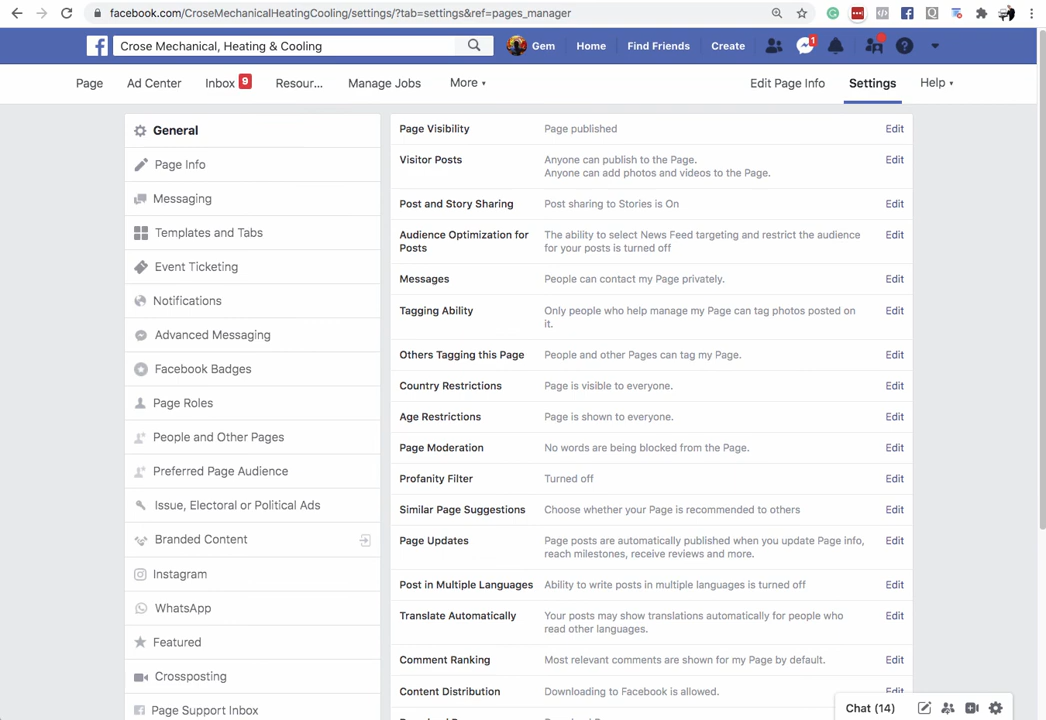 facebook.com/CroseMechanicalHeatingCooling/settings/?tab=settings&ref=pages_manager
Crose Mechanical, Heating & Cooling
Gem
Home
Find Friends
Create
1
Page
Ad Center
Inbox 9
Resour...
Manage Jobs
More
Edit Page Info
Settings
Help
General
Page Info
Messaging
Templates and Tabs
Event Ticketing
Notifications
Advanced Messaging
Facebook Badges
Page Roles
People and Other Pages
Preferred Page Audience
Issue, Electoral or Political Ads
Branded Content
Instagram
WhatsApp
Featured
Crossposting
Page Support Inbox
Page Visibility
Page published
Edit
Visitor Posts
Anyone can publish to the Page.
Anyone can add photos and videos to the Page.
Edit
Post and Story Sharing
Post sharing to Stories is On
Edit
Audience Optimization for
Posts
The ability to select News Feed targeting and restrict the audience
for your posts is turned off
Edit
Messages
People can contact my Page privately.
Edit
Tagging Ability
Only people who help manage my Page can tag photos posted on
it.
Edit
Others Tagging this Page
People and other Pages can tag my Page.
Edit
Country Restrictions
Page is visible to everyone.
Edit
Age Restrictions
Page is shown to everyone.
Edit
Page Moderation
No words are being blocked from the Page.
Edit
Profanity Filter
Turned off
Edit
Similar Page Suggestions
Choose whether your Page is recommended to others
Edit
Page Updates
Page posts are automatically published when you update Page info,
reach milestones, receive reviews and more.
Edit
Post in Multiple Languages
Ability to write posts in multiple languages is turned off
Edit
Translate Automatically
Your posts may show translations automatically for people who
read other languages.
Edit
Comment Ranking
Most relevant comments are shown for my Page by default.
Edit
Content Distribution
Downloading to Facebook is allowed.
Edit
Chat (14)